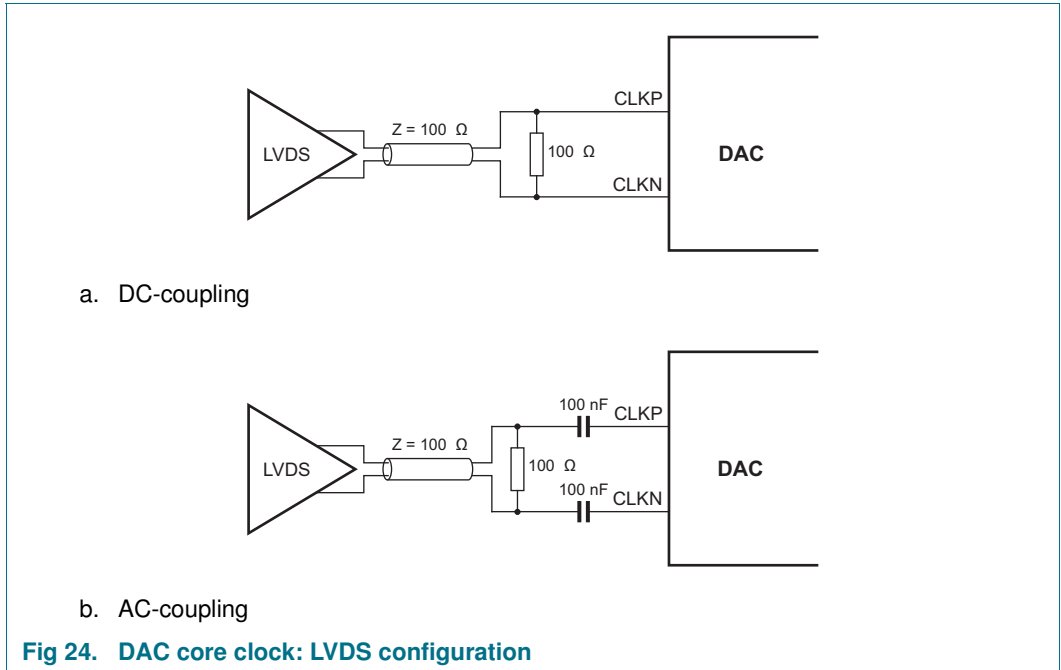 CLKP
Z = 100 Ω
LVDS
100 Ω
DAC
CLKN
a. DC-coupling
100 nF
CLKP
Z = 100 Ω
LVDS
100 Ω
DAC
100 nF
CLKN
b. AC-coupling
Fig 24. DAC core clock: LVDS configuration